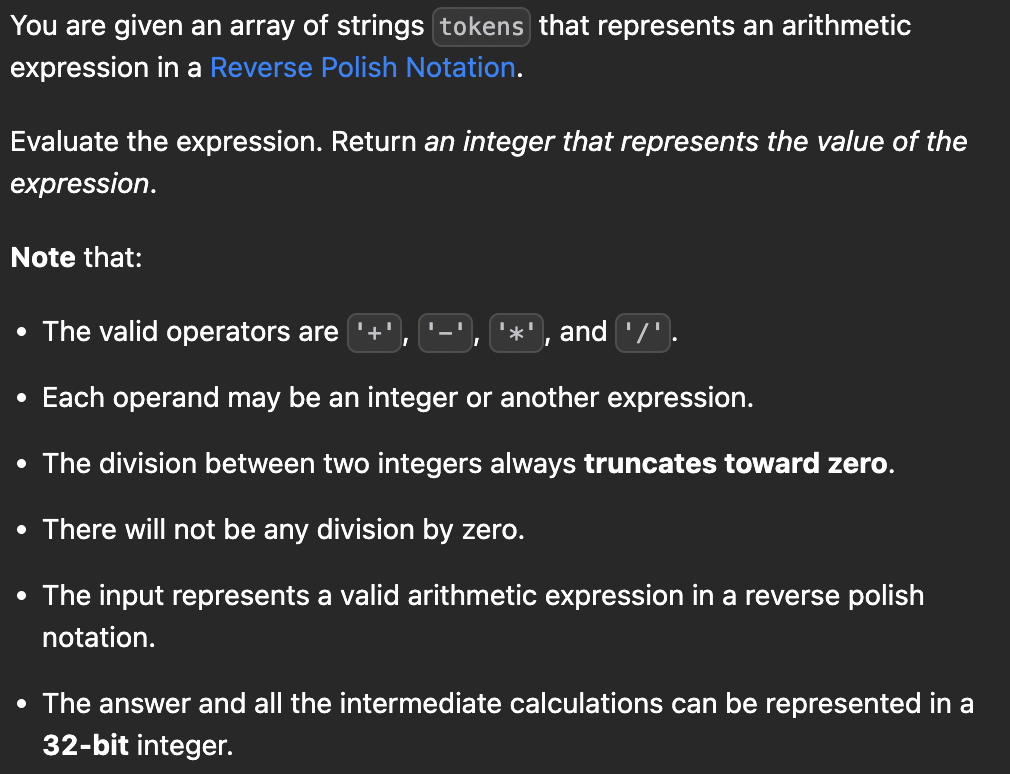 You are given an array of strings tokens that represents an arithmetic
expression in a Reverse Polish Notation.
Evaluate the expression. Return an integer that represents the value of the
expression.
Note that:
• The valid operators are '+', '-', '*', and '/'.
• Each operand may be an integer or another expression.
• The division between two integers always truncates toward zero.
• There will not be any division by zero.
• The input represents a valid arithmetic expression in a reverse polish
notation.
• The answer and all the intermediate calculations can be represented in a
32-bit integer.